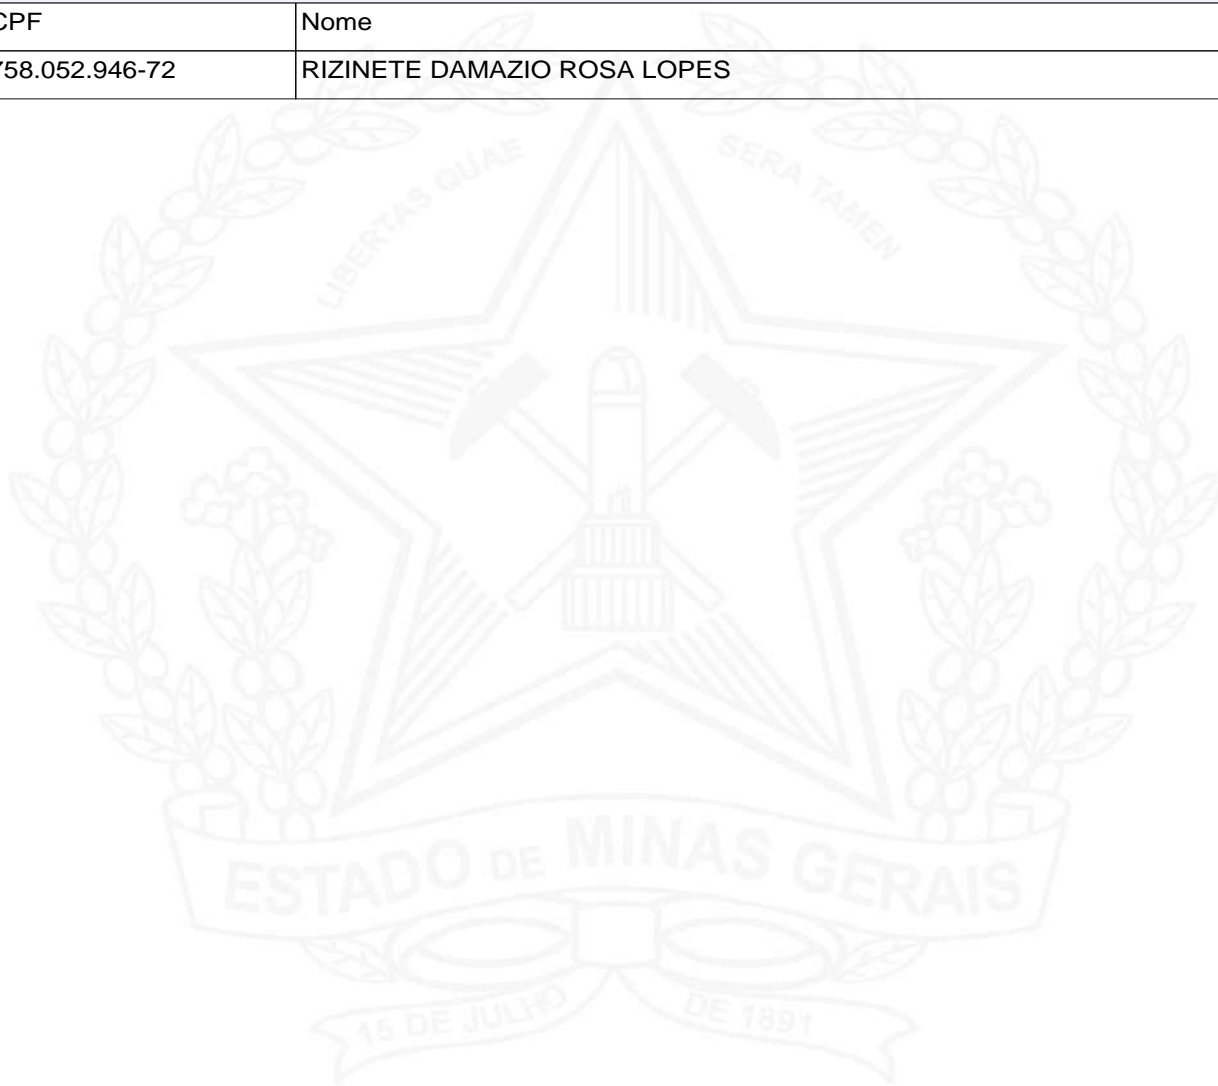 CPF Nome
758.052.946-72 RIZINETE DAMAZIO ROSA LOPES
LIBERTAS QUAE SERA TAMEN
ESTADO DE MINAS GERAIS
15 DE JULHO DE 1891